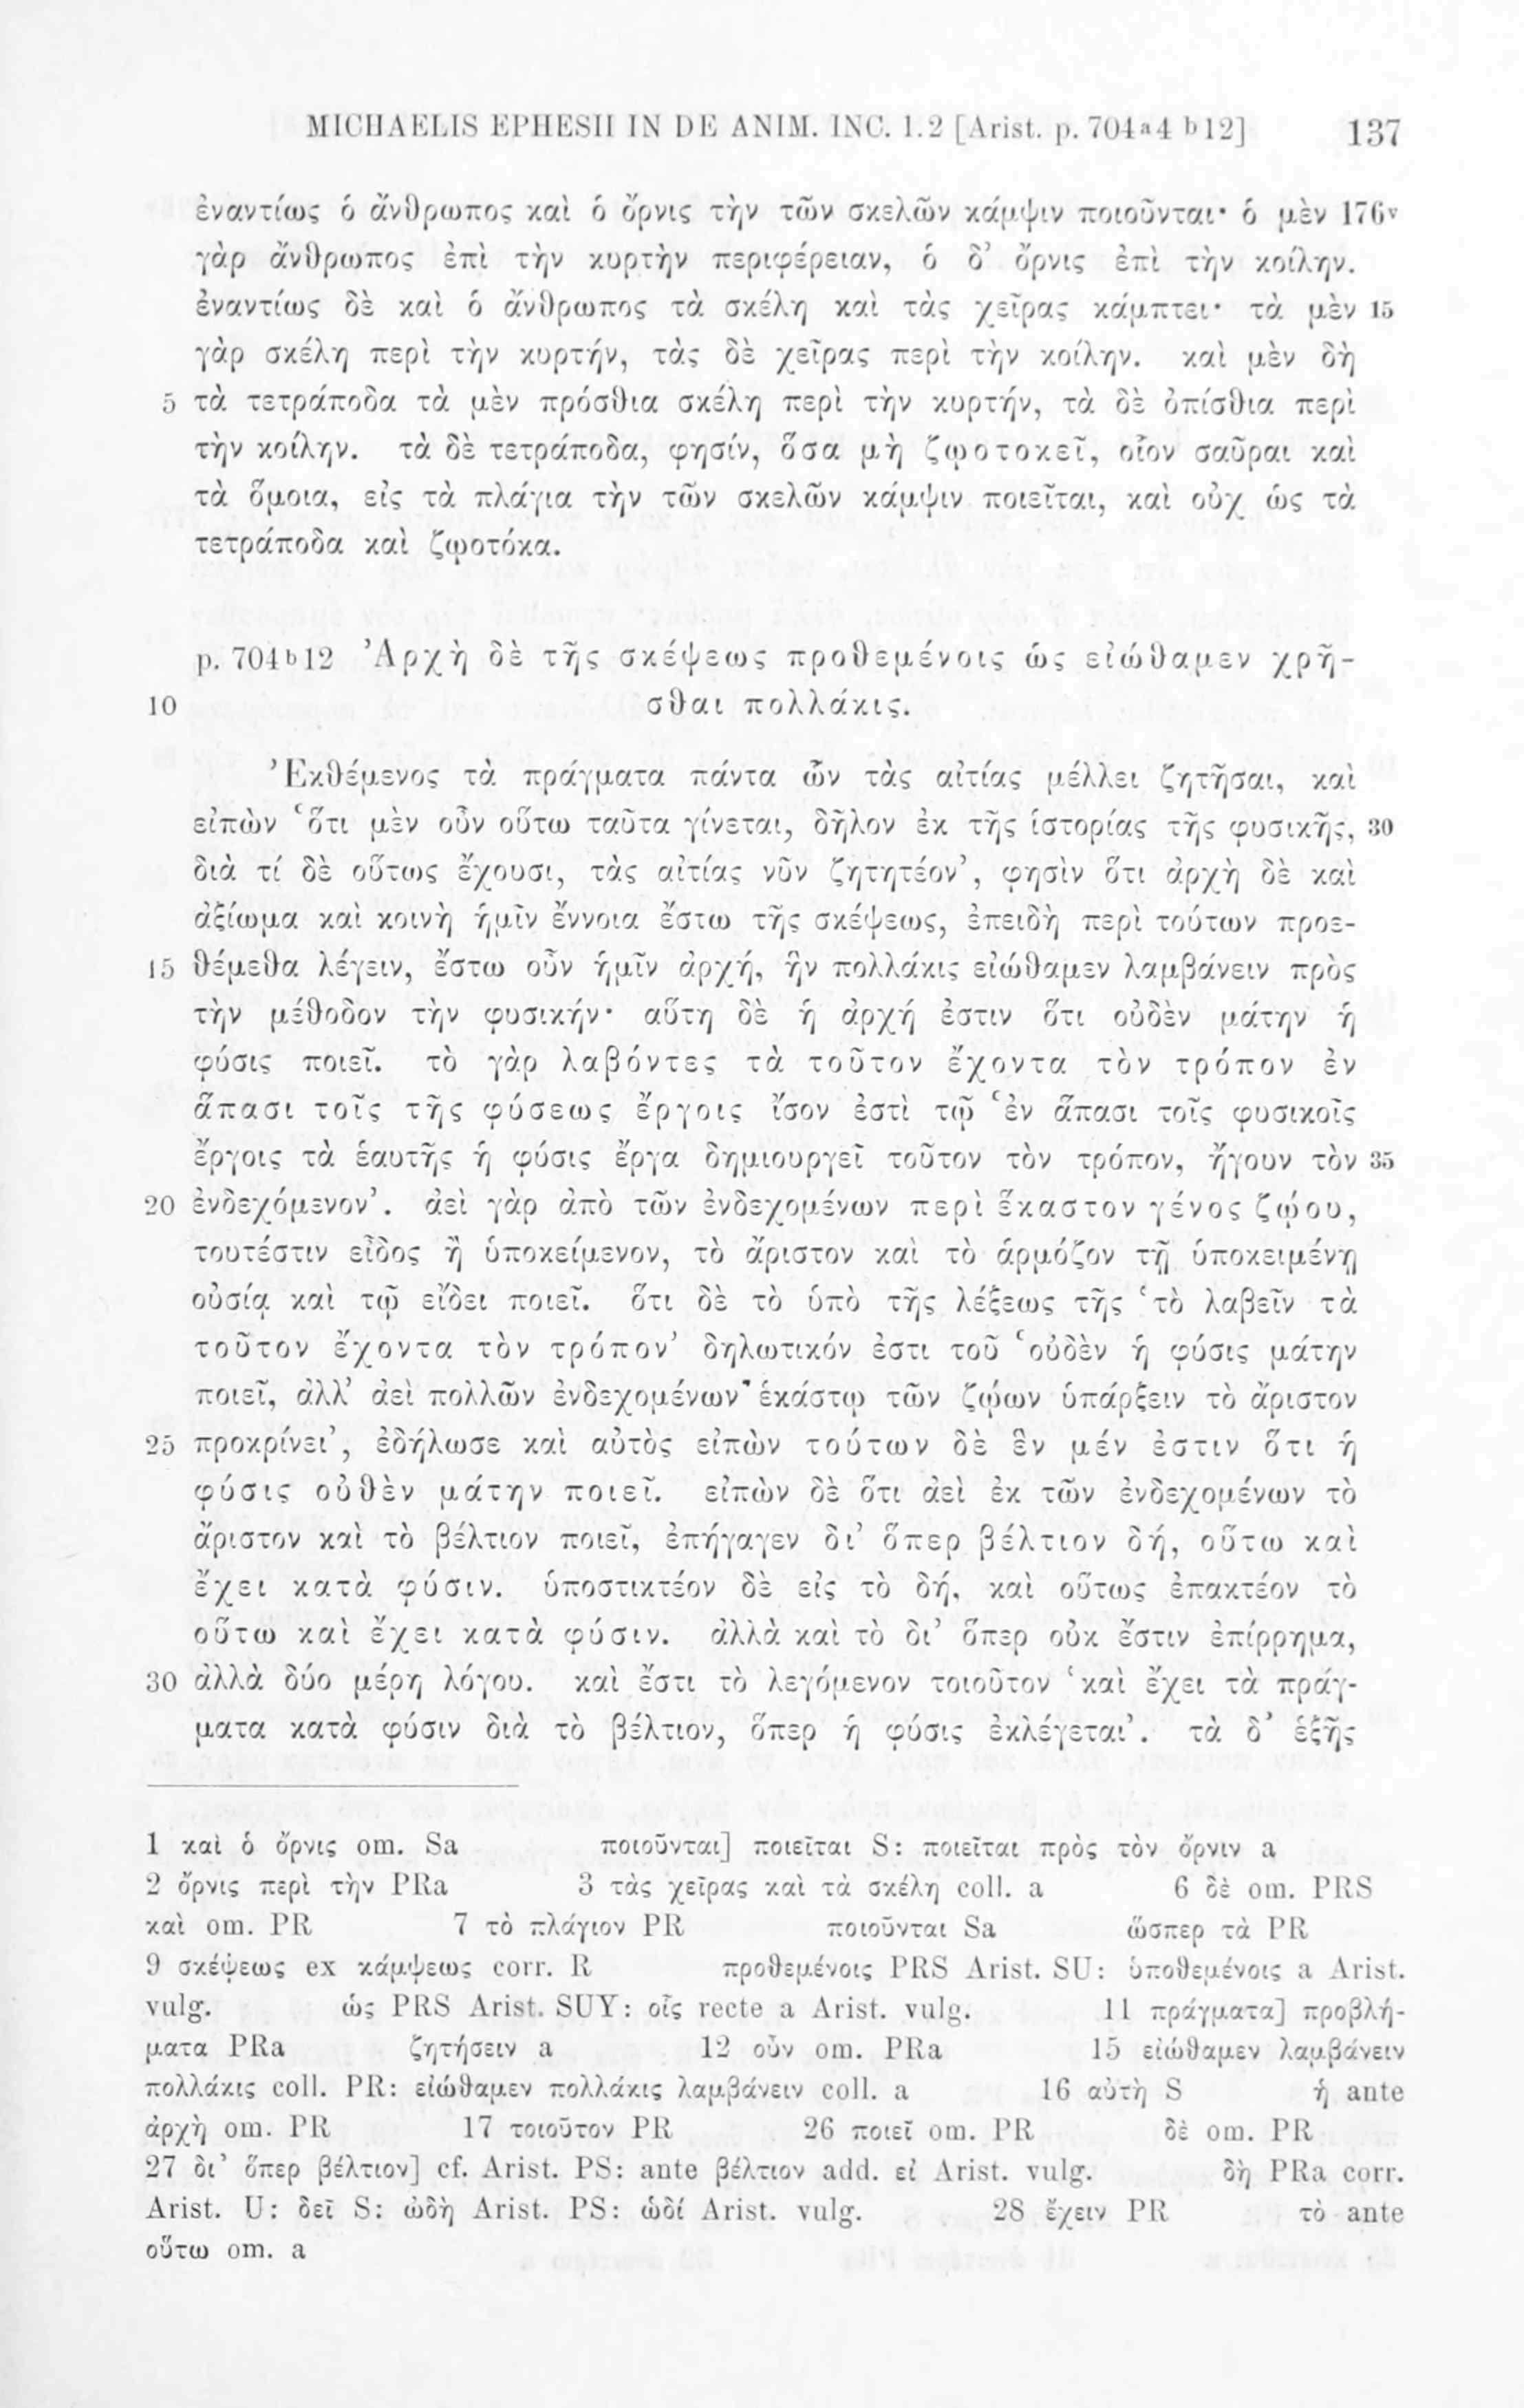 MICHAELIS EPHESII IN DE ANIM. INC. 1.2 [Arist. p. 704a4 b12] 137
ἐναντίως ὁ ἄνθρωπος καὶ ὁ ὄρνις τὴν τῶν σκελῶν κάμψιν ποιοῦνται· ὁ μὲν 176v
γὰρ ἄνθρωπος ἐπὶ τὴν κυρτὴν περιφέρειαν, ὁ δ’ ὄρνις ἐπὶ τὴν κοίλην.
ἐναντίως δὲ καὶ ὁ ἄνθρωπος τὰ σκέλη καὶ τὰς χεῖρας κάμπτει· τὰ μὲν 15
γὰρ σκέλη περὶ τὴν κυρτήν, τὰς δὲ χεῖρας περὶ τὴν κοίλην. καὶ μὲν δὴ
5 τὰ τετράποδα τὰ μὲν πρόσθια σκέλη περὶ τὴν κυρτήν, τὰ δὲ ὀπίσθια περὶ
τὴν κοίλην. τὰ δὲ τετράποδα, φησίν, ὅσα μὴ ζῳοτοκεῖ, οἷον σαῦραι καὶ
τὰ ὅμοια, εἰς τὰ πλάγια τὴν τῶν σκελῶν κάμψιν ποιεῖται, καὶ οὐχ ὡς τὰ
τετράποδα καὶ ζῳοτόκα.
p. 704b12 Ἀρχὴ δὲ τῆς σκέψεως προθεμένοις ὡς εἰώθαμεν χρῆ-
10 σθαι πολλάκις.
Ἐκθέμενος τὰ πράγματα πάντα ὧν τὰς αἰτίας μέλλει ζητῆσαι, καὶ
εἰπὼν ‘ὅτι μὲν οὖν οὕτω ταῦτα γίνεται, δῆλον ἐκ τῆς ἱστορίας τῆς φυσικῆς, 30
διὰ τί δὲ οὕτως ἔχουσι, τὰς αἰτίας νῦν ζητητέον’, φησὶν ὅτι ἀρχὴ δὲ καὶ
ἀξίωμα καὶ κοινὴ ἡμῖν ἔννοια ἔστω τῆς σκέψεως, ἐπειδὴ περὶ τούτων προε-
15 θέμεθα λέγειν, ἔστω οὖν ἡμῖν ἀρχή, ἣν πολλάκις εἰώθαμεν λαμβάνειν πρὸς
τὴν μέθοδον τὴν φυσικήν· αὕτη δὲ ἡ ἀρχή ἐστιν ὅτι οὐδὲν μάτην ἡ
φύσις ποιεῖ. τὸ γὰρ λαβόντες τὰ τοῦτον ἔχοντα τὸν τρόπον ἐν
ἅπασι τοῖς τῆς φύσεως ἔργοις ἴσον ἐστὶ τῷ ‘ἐν ἅπασι τοῖς φυσικοῖς
ἔργοις τὰ ἑαυτῆς ἡ φύσις ἔργα δημιουργεῖ τοῦτον τὸν τρόπον, ἤγουν τὸν 35
20 ἐνδεχόμενον’. ἀεὶ γὰρ ἀπὸ τῶν ἐνδεχομένων περὶ ἕκαστον γένος ζῴου,
τουτέστιν εἶδος ἢ ὑποκείμενον, τὸ ἄριστον καὶ τὸ ἁρμόζον τῇ ὑποκειμένῃ
οὐσίᾳ καὶ τῷ εἴδει ποιεῖ. ὅτι δὲ τὸ ὑπὸ τῆς λέξεως τῆς ‘τὸ λαβεῖν τὰ
τοῦτον ἔχοντα τὸν τρόπον’ δηλωτικόν ἐστι τοῦ ‘οὐδὲν ἡ φύσις μάτην
ποιεῖ, ἀλλ’ ἀεὶ πολλῶν ἐνδεχομένων ἑκάστῳ τῶν ζῴων ὑπάρξειν τὸ ἄριστον
25 προκρίνει’, ἐδήλωσε καὶ αὐτὸς εἰπὼν τούτων δὲ ἓν μέν ἐστιν ὅτι ἡ
φύσις οὐθὲν μάτην ποιεῖ. εἰπὼν δὲ ὅτι ἀεὶ ἐκ τῶν ἐνδεχομένων τὸ
ἄριστον καὶ τὸ βέλτιον ποιεῖ, ἐπήγαγεν δι’ ὅπερ βέλτιον δή, οὕτω καὶ
ἔχει κατὰ φύσιν. ὑποστικτέον δὲ εἰς τὸ δή, καὶ οὕτως ἐπακτέον τὸ
οὕτω καὶ ἔχει κατὰ φύσιν. ἀλλὰ καὶ τὸ δι’ ὅπερ οὐκ ἔστιν ἐπίρρημα,
30 ἀλλὰ δύο μέρη λόγου. καὶ ἔστι τὸ λεγόμενον τοιοῦτον ‘καὶ ἔχει τὰ πράγ-
ματα κατὰ φύσιν διὰ τὸ βέλτιον, ὅπερ ἡ φύσις ἐκλέγεται’. τὰ δ’ ἑξῆς
1 καὶ ὁ ὄρνις om. Sa ποιοῦνται] ποιεῖται S: ποιεῖται πρὸς τὸν ὄρνιν a
2 ὄρνις περὶ τὴν PRa 3 τὰς χεῖρας καὶ τὰ σκέλη coll. a 6 δὲ om. PRS
καὶ om. PR 7 τὸ πλάγιον PR ποιοῦνται Sa ὥσπερ τὰ PR
9 σκέψεως ex κάμψεως corr. R προθεμένοις PRS Arist. SU: ὑποθεμένοις a Arist.
vulg. ὡς PRS Arist. SUY: οἷς recte a Arist. vulg. 11 πράγματα] προβλή-
ματα PRa ζητήσειν a 12 οὖν om. PRa 15 εἰώθαμεν λαμβάνειν
πολλάκις coll. PR: εἰώθαμεν πολλάκις λαμβάνειν coll. a 16 αὐτὴ S ἡ ante
ἀρχὴ om. PR 17 τοιοῦτον PR 26 ποιεῖ om. PR δὲ om. PR
27 δι’ ὅπερ βέλτιον] cf. Arist. PS: ante βέλτιον add. εἰ Arist. vulg. δὴ PRa corr.
Arist. U: δεῖ S: ὡδὴ Arist. PS: ὡδί Arist. vulg. 28 ἔχειν PR τὸ ante
οὕτω om. a